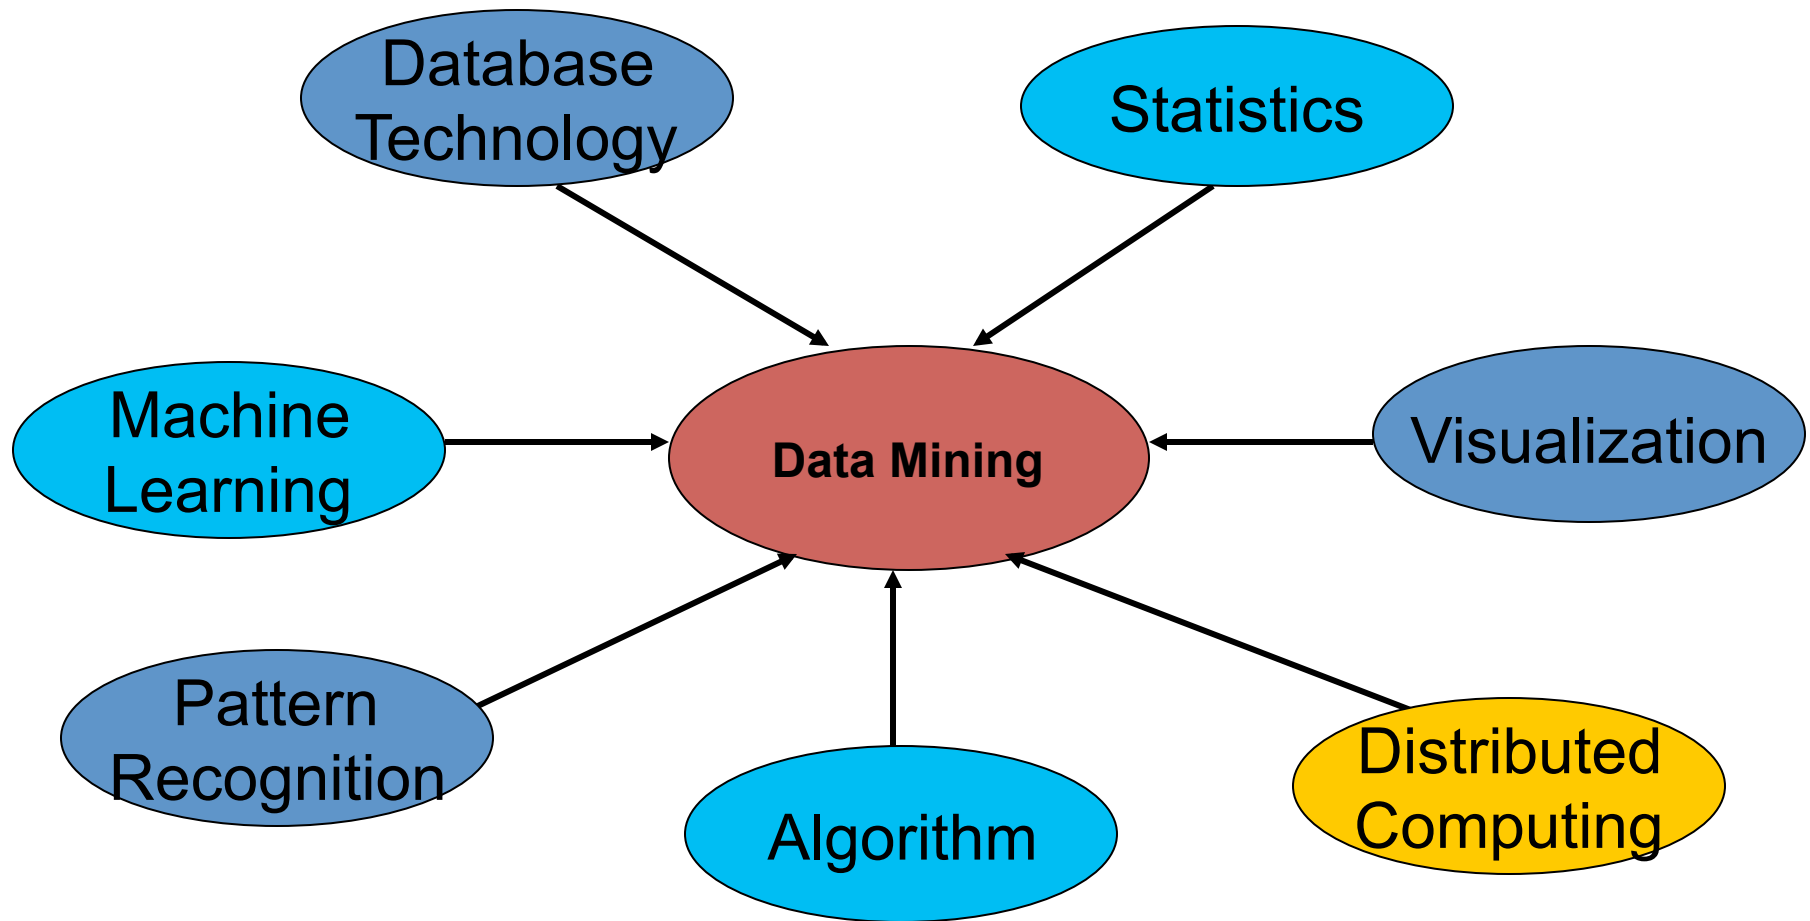 Database
Technology
Statistics
Machine
Learning
Data Mining
Visualization
Pattern
Recognition
Algorithm
Distributed
Computing